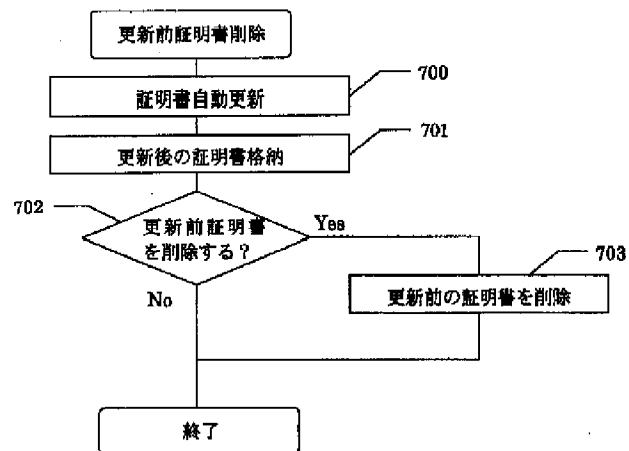 更新前証明書削除
700
証明書自動更新
701
更新後の証明書格納
702
更新前証明書
を削除する?
Yes
703
更新前の証明書を削除
No
終了